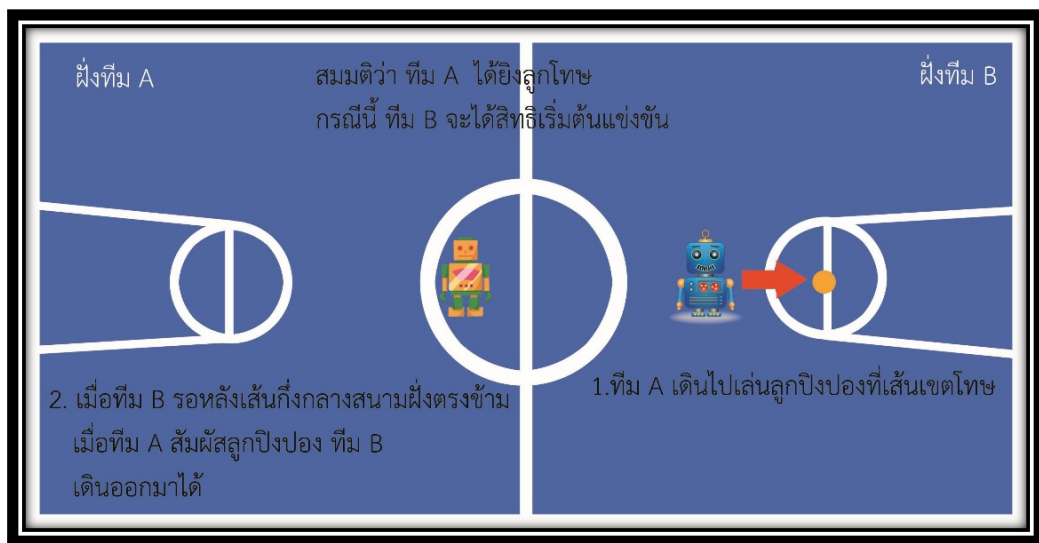 ฝั่งทีม A
สมมติว่า ทีม A ได้ยิงลูกโทษ
กรณีนี้ ทีม B จะได้สิทธิเริ่มต้นแข่งขัน
ฝั่งทีม B
1.ทีม A เดินไปเล่นลูกปิงปองที่เส้นเขตโทษ
2. เมื่อทีม B รอหลังเส้นกึ่งกลางสนามฝั่งตรงข้าม
เมื่อทีม A สัมผัสลูกปิงปอง ทีม B
เดินออกมาได้